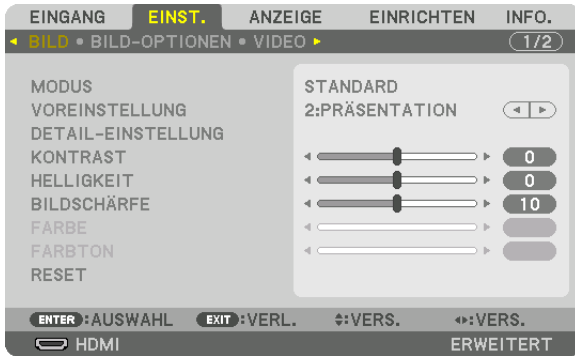 EINGANG EINST. ANZEIGE EINRICHTEN INFO.
BILD • BILD-OPTIONEN • VIDEO 1/2
MODUS STANDARD
VOREINSTELLUNG 2:PRÄSENTATION
DETAIL-EINSTELLUNG
KONTRAST 0
HELLIGKEIT 0
BILDSCHÄRFE 10
FARBE
FARBTON
RESET
ENTER:AUSWAHL EXIT:VERL. :VERS. :VERS.
HDMI ERWEITERT